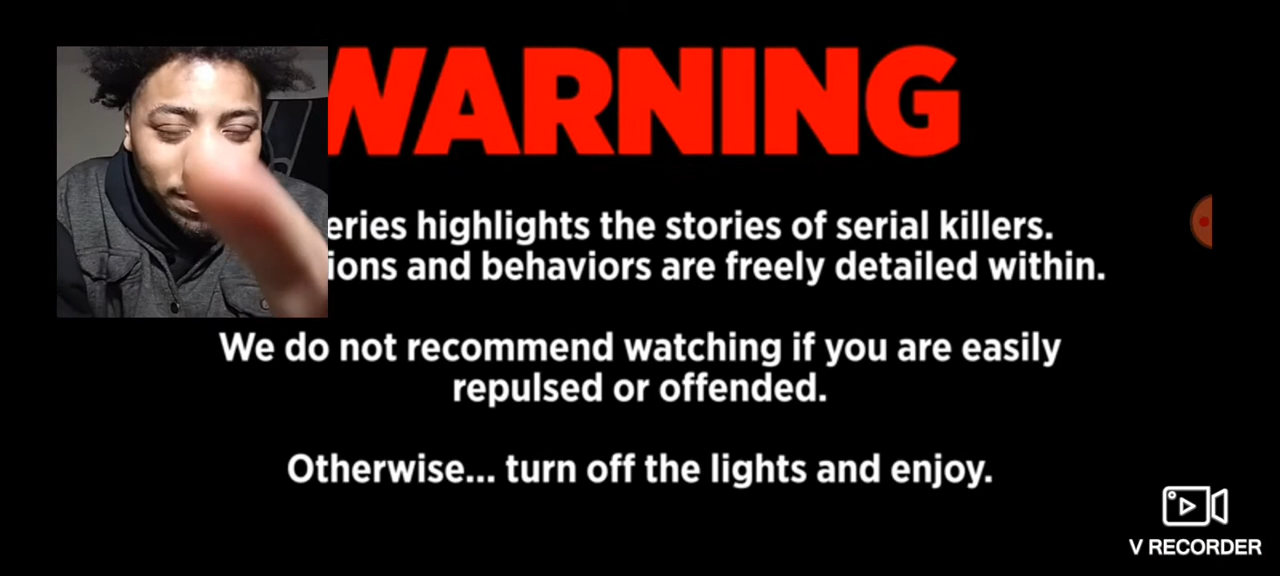 WARNING
eries highlights the stories of serial killers.
ions and behaviors are freely detailed within.
We do not recommend watching if you are easily
repulsed or offended.
Otherwise... turn off the lights and enjoy.
V RECORDER